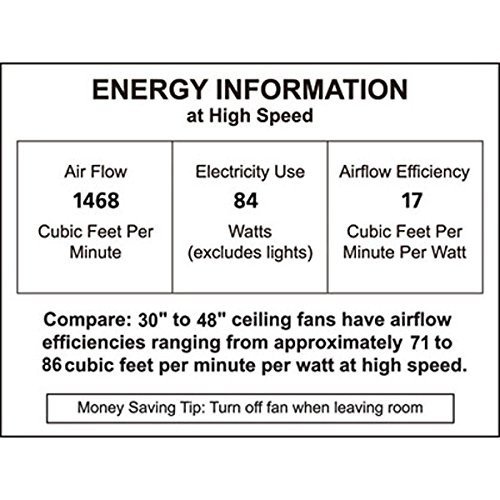 ENERGY INFORMATION
at High Speed
Air Flow
1468
Cubic Feet Per
Minute
Electricity Use
84
Watts
(excludes lights)
Airflow Efficiency
17
Cubic Feet Per
Minute Per Watt
Compare: 30" to 48" ceiling fans have airflow
efficiencies ranging from approximately 71 to
86 cubic feet per minute per watt at high speed.
Money Saving Tip: Turn off fan when leaving room